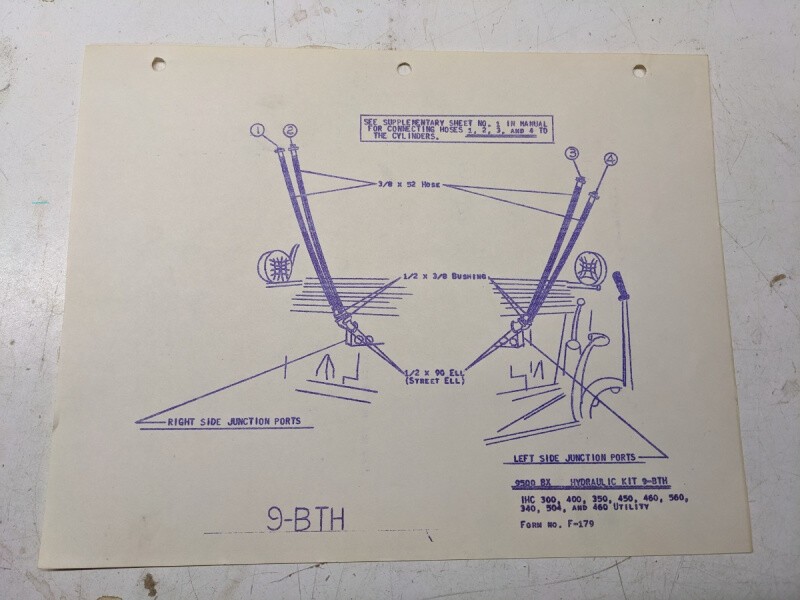 SEE SUPPLEMENTARY SHEET NO. 1 IN MANUAL
FOR CONNECTING HOSES 1, 2, 3, AND 4 TO
THE CYLINDERS.
1
2
3
4
3/8 X 52 HOSE
1/2 X 3/8 BUSHING
1/2 X 90 ELL
(STREET ELL)
RIGHT SIDE JUNCTION PORTS
LEFT SIDE JUNCTION PORTS
9500 BX HYDRAULIC KIT 9-BTH
IHC 300, 400, 350, 450, 460, 560,
340, 504, AND 460 UTILITY
FORM NO. F-179
9-BTH